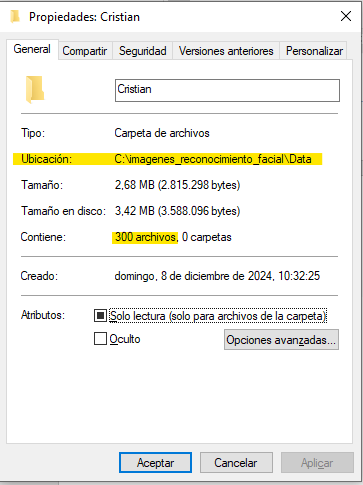 Propiedades: Cristian
General Compartir Seguridad Versiones anteriores Personalizar
Cristian
Tipo: Carpeta de archivos
Ubicación: C:\imagenes_reconocimiento_facial\Data
Tamaño: 2,68 MB (2.815.298 bytes)
Tamaño en disco: 3,42 MB (3.588.096 bytes)
Contiene: 300 archivos, 0 carpetas
Creado: domingo, 8 de diciembre de 2024, 10:32:25
Atributos: Solo lectura (solo para archivos de la carpeta)
Oculto Opciones avanzadas...
Aceptar Cancelar Aplicar